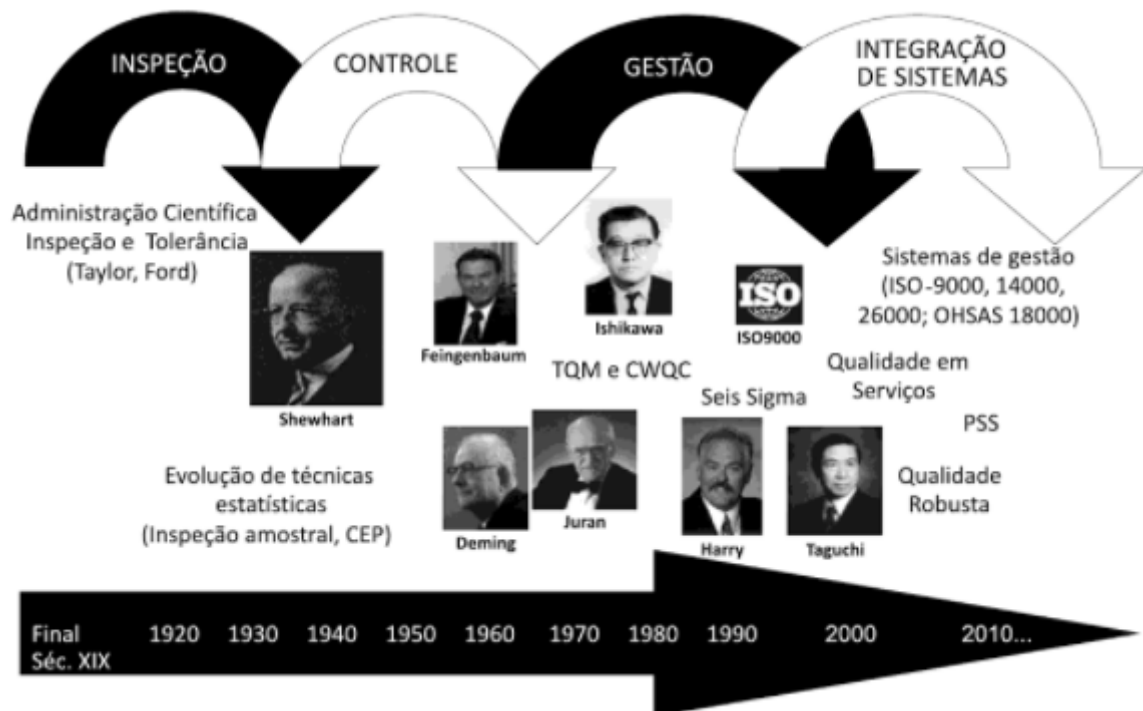 INSPEÇÃO
CONTROLE
GESTÃO
INTEGRAÇÃO
DE SISTEMAS
Administração Científica
Inspeção e Tolerância
(Taylor, Ford)
Shewhart
Feingenbaum
Ishikawa
ISO
ISO9000
Sistemas de gestão
(ISO-9000, 14000,
26000; OHSAS 18000)
TQM e CWQC
Qualidade em
Serviços
Seis Sigma
PSS
Evolução de técnicas
estatísticas
(Inspeção amostral, CEP)
Deming
Juran
Harry
Taguchi
Qualidade
Robusta
Final
Séc. XIX
1920 1930 1940 1950 1960 1970 1980 1990 2000 2010...